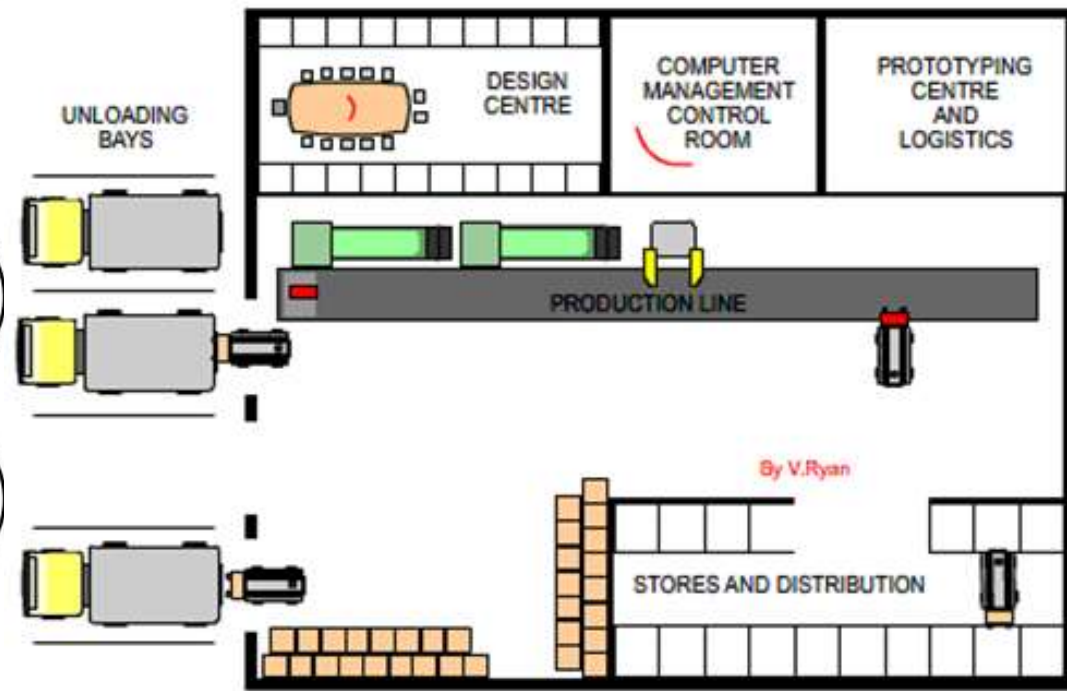 UNLOADING
BAYS
DESIGN
CENTRE
COMPUTER
MANAGEMENT
CONTROL
ROOM
PROTOTYPING
CENTRE
AND
LOGISTICS
PRODUCTION LINE
By V.Ryan
STORES AND DISTRIBUTION